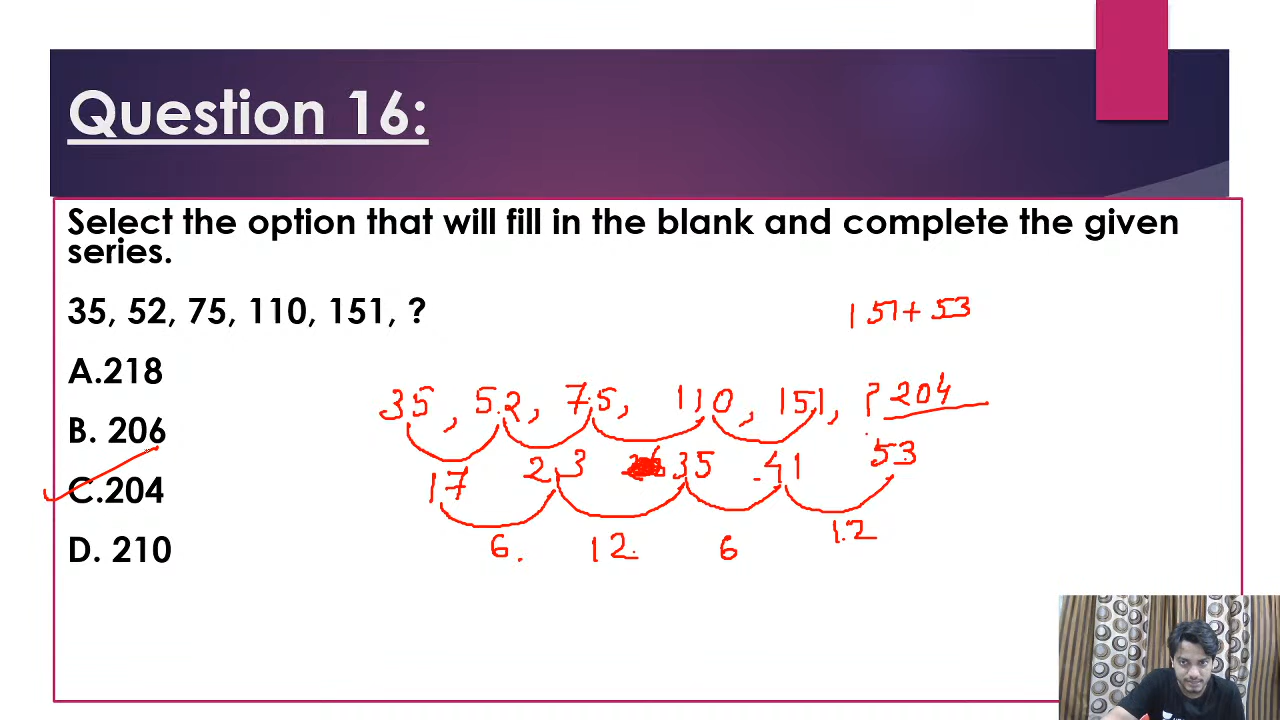 Question 16:
Select the option that will fill in the blank and complete the given
series.
35, 52, 75, 110, 151, ?
151+ 53
A.218
35, 52, 75, 110, 151, ? 204
B. 206
17 23 35 41 53
C.204
6. 12. 6 12
D. 210